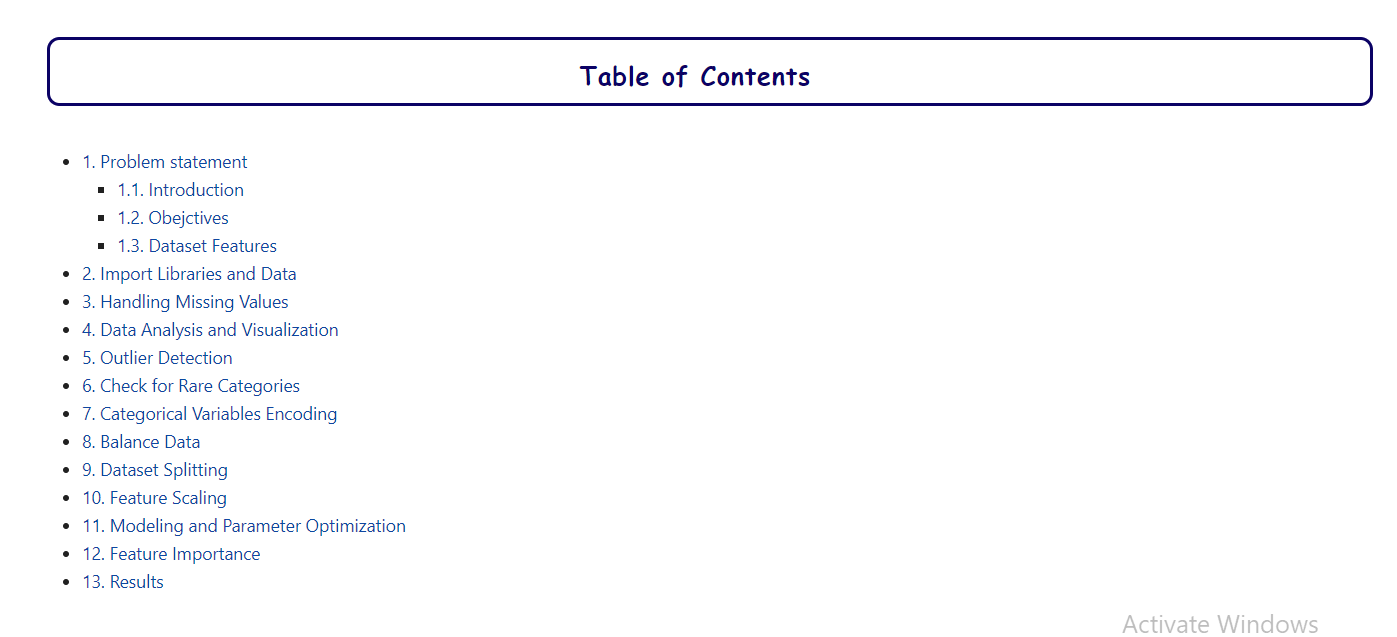 Table of Contents
1. Problem statement
1.1. Introduction
1.2. Obejctives
1.3. Dataset Features
2. Import Libraries and Data
3. Handling Missing Values
4. Data Analysis and Visualization
5. Outlier Detection
6. Check for Rare Categories
7. Categorical Variables Encoding
8. Balance Data
9. Dataset Splitting
10. Feature Scaling
11. Modeling and Parameter Optimization
12. Feature Importance
13. Results
Activate Windows